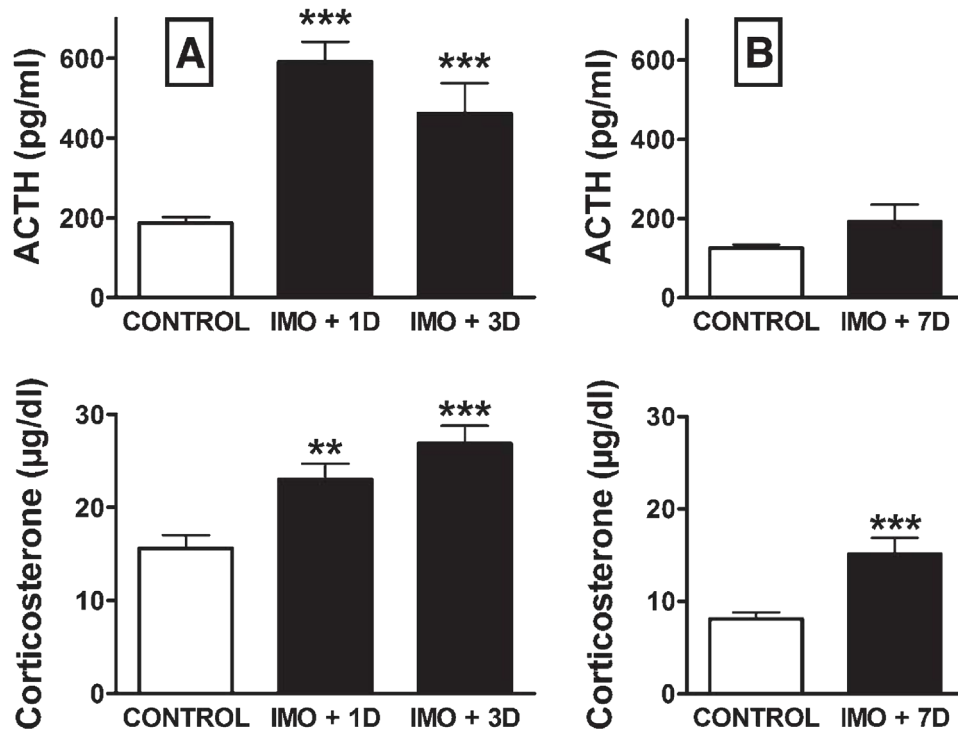 A
ACTH (pg/ml)
600
400
200
0
***
***
CONTROL IMO + 1D IMO + 3D
B
ACTH (pg/ml)
600
400
200
0
CONTROL IMO + 7D
Corticosterone (µg/dl)
30
20
10
0
**
***
CONTROL IMO + 1D IMO + 3D
Corticosterone (µg/dl)
30
20
10
0
***
CONTROL IMO + 7D